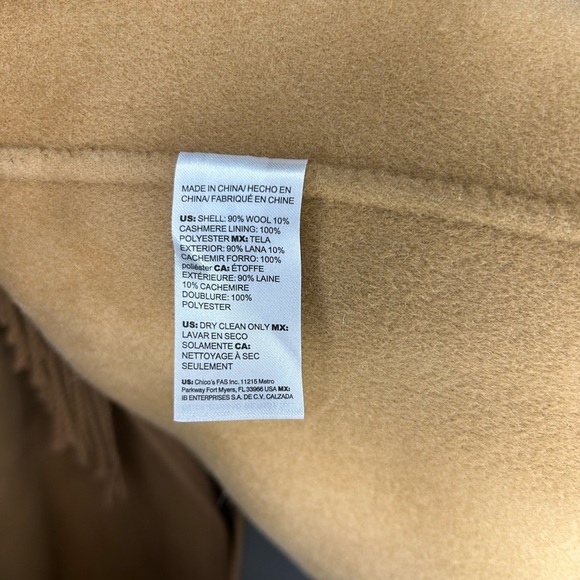 MADE IN CHINA/ HECHO EN
CHINA/ FABRIQUÉ EN CHINE
US: SHELL: 90% WOOL 10%
CASHMERE LINING: 100%
POLYESTER MX: TELA
EXTERIOR: 90% LANA 10%
CACHEMIR FORRO: 100%
poliéster CA: ÉTOFFE
EXTÉRIEURE: 90% LAINE
10% CACHEMIRE
DOUBLURE: 100%
POLYESTER
US: DRY CLEAN ONLY MX:
LAVAR EN SECO
SOLAMENTE CA:
NETTOYAGE À SEC
SEULEMENT
US: Chico's FAS Inc. 11215 Metro
Parkway Fort Myers, FL 33966 USA MX:
IB ENTERPRISES S.A. DE C.V. CALZADA